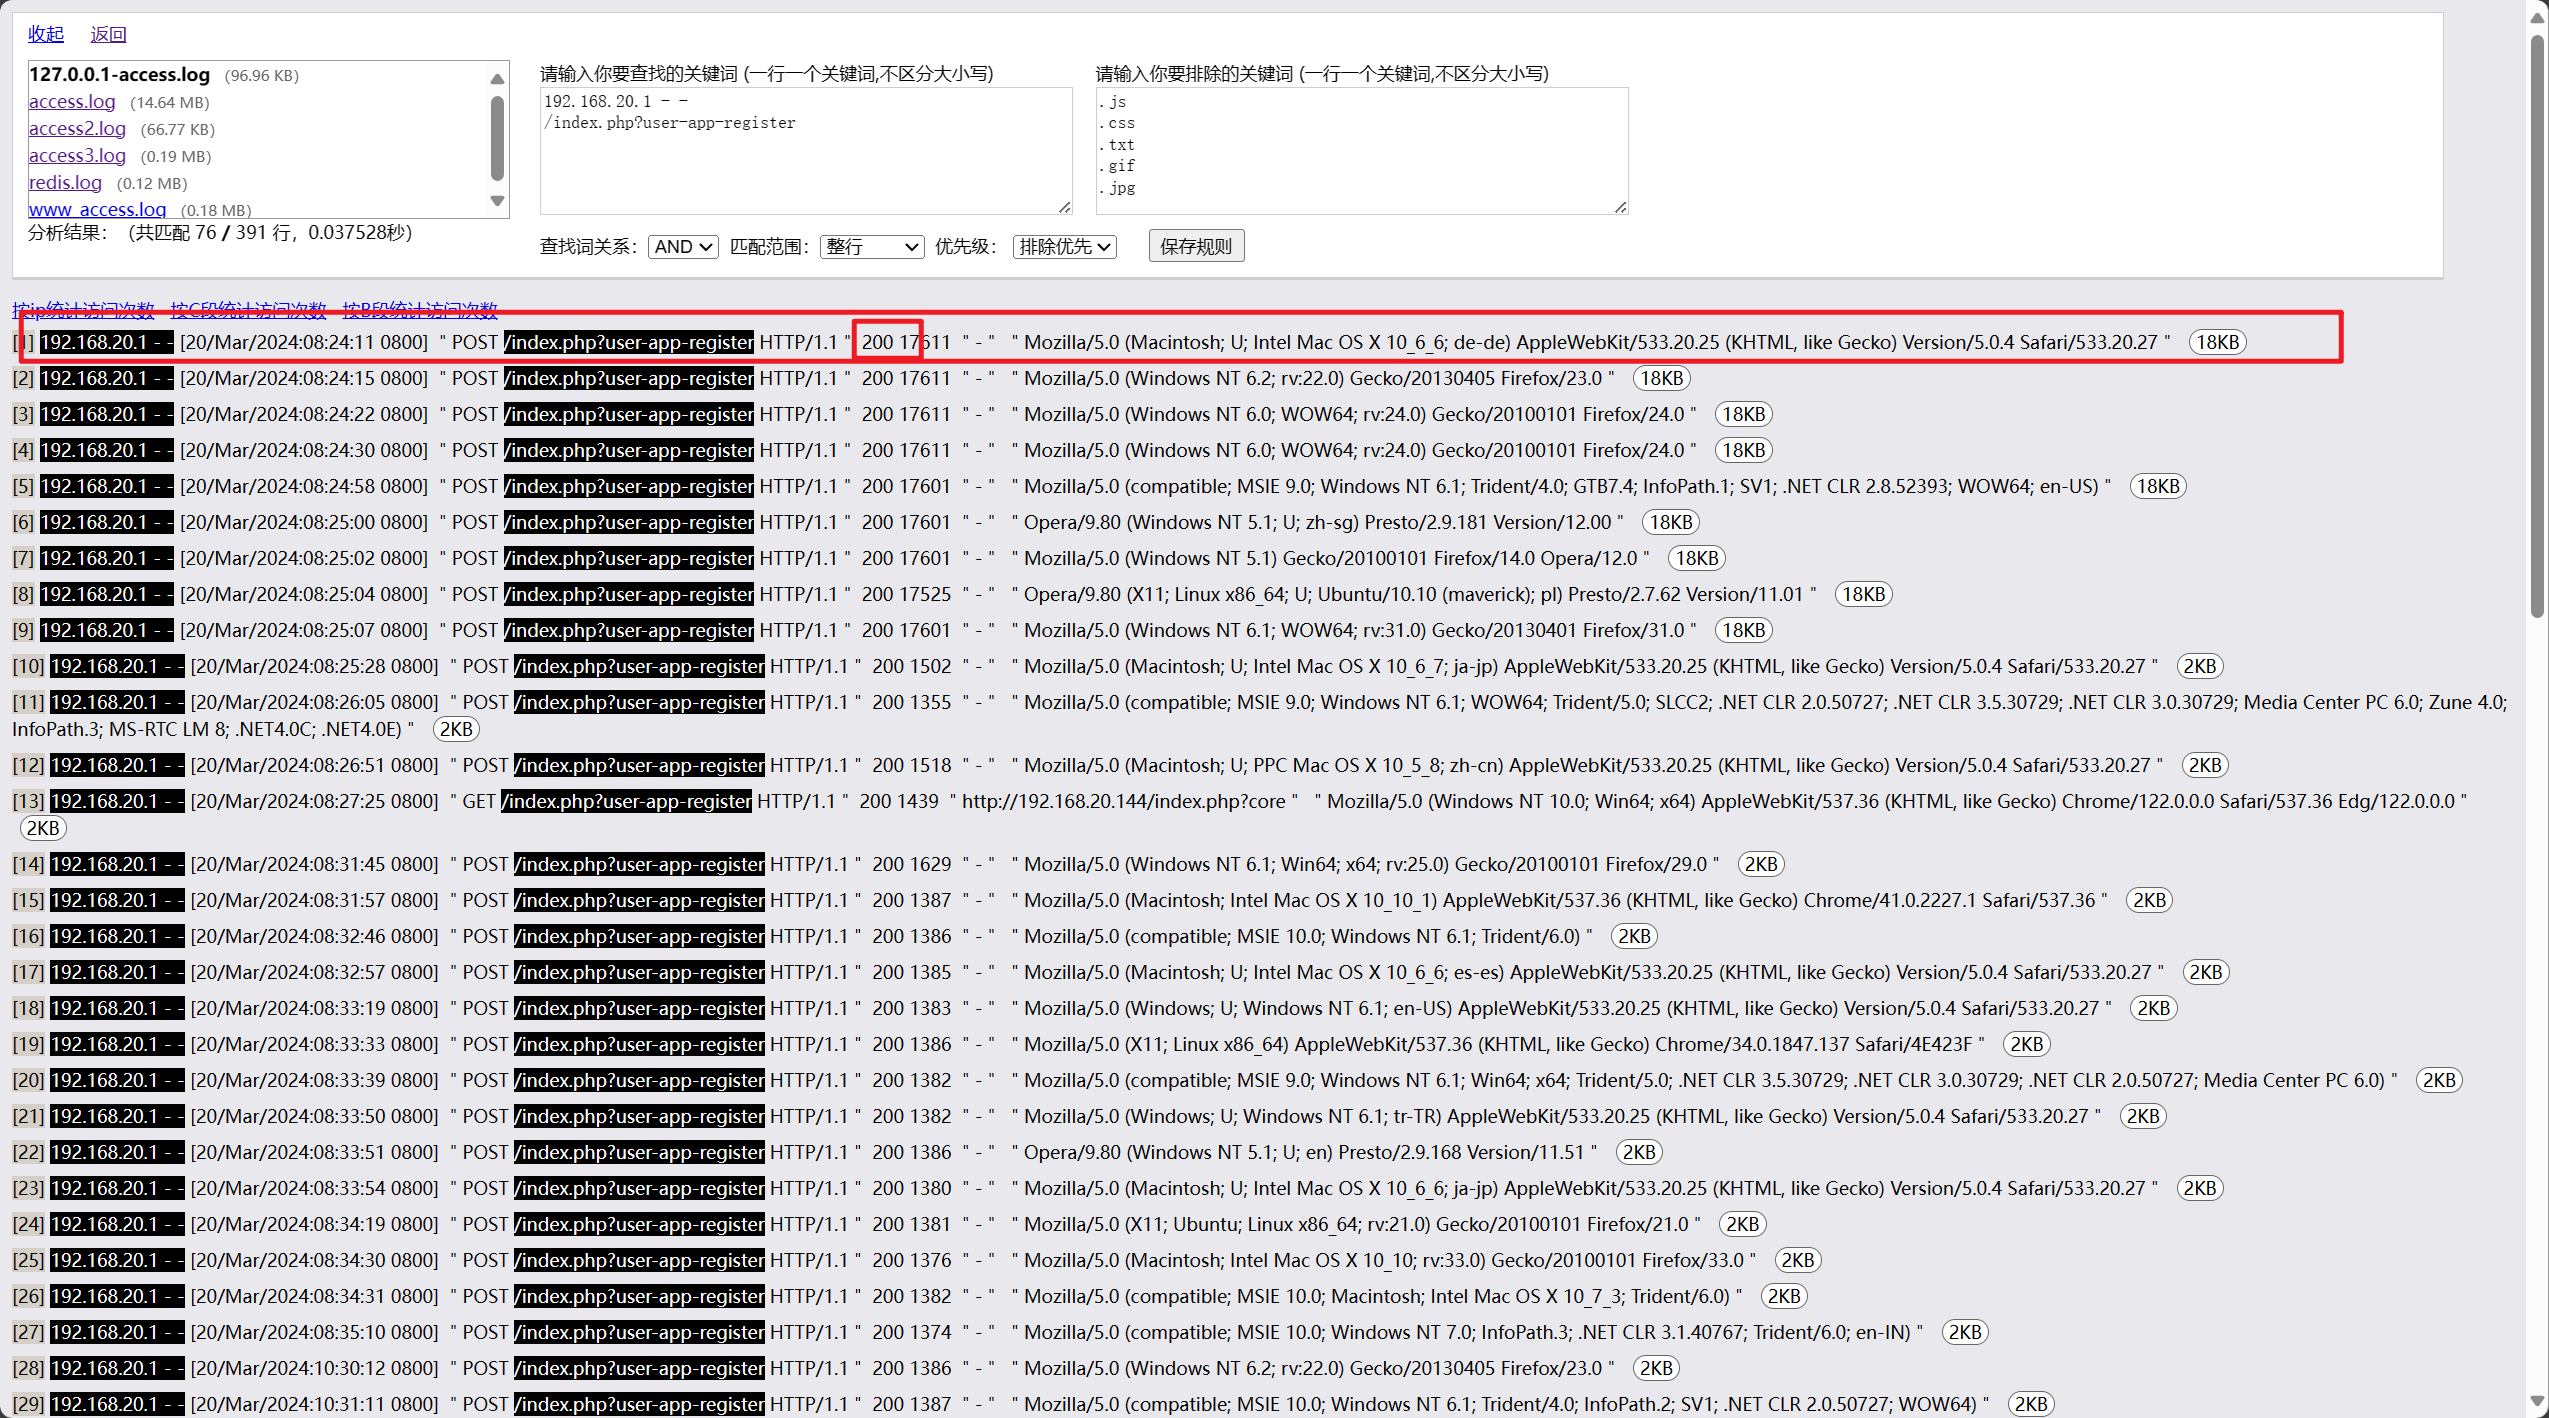 收起 返回
127.0.0.1-access.log (96.96 KB)
access.log (14.64 MB)
access2.log (66.77 KB)
access3.log (0.19 MB)
redis.log (0.12 MB)
www_access.log (0.18 MB)
分析结果： (共匹配 76 / 391 行，0.037528秒)
请输入你要查找的关键词 (一行一个关键词,不区分大小写)
192.168.20.1 - -
/index.php?user-app-register
请输入你要排除的关键词 (一行一个关键词,不区分大小写)
.js
.css
.txt
.gif
.jpg
查找词关系： AND 匹配范围： 整行 优先级： 排除优先 保存规则
按ip统计访问次数 按C段统计访问次数 按B段统计访问次数
[1] 192.168.20.1 - - [20/Mar/2024:08:24:11 0800] " POST /index.php?user-app-register HTTP/1.1 " 200 17611 " - " " Mozilla/5.0 (Macintosh; U; Intel Mac OS X 10_6_6; de-de) AppleWebKit/533.20.25 (KHTML, like Gecko) Version/5.0.4 Safari/533.20.27 " 18KB
[2] 192.168.20.1 - - [20/Mar/2024:08:24:15 0800] " POST /index.php?user-app-register HTTP/1.1 " 200 17611 " - " " Mozilla/5.0 (Windows NT 6.2; rv:22.0) Gecko/20130405 Firefox/23.0 " 18KB
[3] 192.168.20.1 - - [20/Mar/2024:08:24:22 0800] " POST /index.php?user-app-register HTTP/1.1 " 200 17611 " - " " Mozilla/5.0 (Windows NT 6.0; WOW64; rv:24.0) Gecko/20100101 Firefox/24.0 " 18KB
[4] 192.168.20.1 - - [20/Mar/2024:08:24:30 0800] " POST /index.php?user-app-register HTTP/1.1 " 200 17611 " - " " Mozilla/5.0 (Windows NT 6.0; WOW64; rv:24.0) Gecko/20100101 Firefox/24.0 " 18KB
[5] 192.168.20.1 - - [20/Mar/2024:08:24:58 0800] " POST /index.php?user-app-register HTTP/1.1 " 200 17601 " - " " Mozilla/5.0 (compatible; MSIE 9.0; Windows NT 6.1; Trident/4.0; GTB7.4; InfoPath.1; SV1; .NET CLR 2.8.52393; WOW64; en-US) " 18KB
[6] 192.168.20.1 - - [20/Mar/2024:08:25:00 0800] " POST /index.php?user-app-register HTTP/1.1 " 200 17601 " - " " Opera/9.80 (Windows NT 5.1; U; zh-sg) Presto/2.9.181 Version/12.00 " 18KB
[7] 192.168.20.1 - - [20/Mar/2024:08:25:02 0800] " POST /index.php?user-app-register HTTP/1.1 " 200 17601 " - " " Mozilla/5.0 (Windows NT 5.1) Gecko/20100101 Firefox/14.0 Opera/12.0 " 18KB
[8] 192.168.20.1 - - [20/Mar/2024:08:25:04 0800] " POST /index.php?user-app-register HTTP/1.1 " 200 17525 " - " " Opera/9.80 (X11; Linux x86_64; U; Ubuntu/10.10 (maverick); pl) Presto/2.7.62 Version/11.01 " 18KB
[9] 192.168.20.1 - - [20/Mar/2024:08:25:07 0800] " POST /index.php?user-app-register HTTP/1.1 " 200 17601 " - " " Mozilla/5.0 (Windows NT 6.1; WOW64; rv:31.0) Gecko/20130401 Firefox/31.0 " 18KB
[10] 192.168.20.1 - - [20/Mar/2024:08:25:28 0800] " POST /index.php?user-app-register HTTP/1.1 " 200 1502 " - " " Mozilla/5.0 (Macintosh; U; Intel Mac OS X 10_6_7; ja-jp) AppleWebKit/533.20.25 (KHTML, like Gecko) Version/5.0.4 Safari/533.20.27 " 2KB
[11] 192.168.20.1 - - [20/Mar/2024:08:26:05 0800] " POST /index.php?user-app-register HTTP/1.1 " 200 1355 " - " " Mozilla/5.0 (compatible; MSIE 9.0; Windows NT 6.1; WOW64; Trident/5.0; SLCC2; .NET CLR 2.0.50727; .NET CLR 3.5.30729; .NET CLR 3.0.30729; Media Center PC 6.0; Zune 4.0;
InfoPath.3; MS-RTC LM 8; .NET4.0C; .NET4.0E) " 2KB
[12] 192.168.20.1 - - [20/Mar/2024:08:26:51 0800] " POST /index.php?user-app-register HTTP/1.1 " 200 1518 " - " " Mozilla/5.0 (Macintosh; U; PPC Mac OS X 10_5_8; zh-cn) AppleWebKit/533.20.25 (KHTML, like Gecko) Version/5.0.4 Safari/533.20.27 " 2KB
[13] 192.168.20.1 - - [20/Mar/2024:08:27:25 0800] " GET /index.php?user-app-register HTTP/1.1 " 200 1439 " http://192.168.20.144/index.php?core " " Mozilla/5.0 (Windows NT 10.0; Win64; x64) AppleWebKit/537.36 (KHTML, like Gecko) Chrome/122.0.0.0 Safari/537.36 Edg/122.0.0.0 "
2KB
[14] 192.168.20.1 - - [20/Mar/2024:08:31:45 0800] " POST /index.php?user-app-register HTTP/1.1 " 200 1629 " - " " Mozilla/5.0 (Windows NT 6.1; Win64; x64; rv:25.0) Gecko/20100101 Firefox/29.0 " 2KB
[15] 192.168.20.1 - - [20/Mar/2024:08:31:57 0800] " POST /index.php?user-app-register HTTP/1.1 " 200 1387 " - " " Mozilla/5.0 (Macintosh; Intel Mac OS X 10_10_1) AppleWebKit/537.36 (KHTML, like Gecko) Chrome/41.0.2227.1 Safari/537.36 " 2KB
[16] 192.168.20.1 - - [20/Mar/2024:08:32:46 0800] " POST /index.php?user-app-register HTTP/1.1 " 200 1386 " - " " Mozilla/5.0 (compatible; MSIE 10.0; Windows NT 6.1; Trident/6.0) " 2KB
[17] 192.168.20.1 - - [20/Mar/2024:08:32:57 0800] " POST /index.php?user-app-register HTTP/1.1 " 200 1385 " - " " Mozilla/5.0 (Macintosh; U; Intel Mac OS X 10_6_6; es-es) AppleWebKit/533.20.25 (KHTML, like Gecko) Version/5.0.4 Safari/533.20.27 " 2KB
[18] 192.168.20.1 - - [20/Mar/2024:08:33:19 0800] " POST /index.php?user-app-register HTTP/1.1 " 200 1383 " - " " Mozilla/5.0 (Windows; U; Windows NT 6.1; en-US) AppleWebKit/533.20.25 (KHTML, like Gecko) Version/5.0.4 Safari/533.20.27 " 2KB
[19] 192.168.20.1 - - [20/Mar/2024:08:33:33 0800] " POST /index.php?user-app-register HTTP/1.1 " 200 1386 " - " " Mozilla/5.0 (X11; Linux x86_64) AppleWebKit/537.36 (KHTML, like Gecko) Chrome/34.0.1847.137 Safari/4E423F " 2KB
[20] 192.168.20.1 - - [20/Mar/2024:08:33:39 0800] " POST /index.php?user-app-register HTTP/1.1 " 200 1382 " - " " Mozilla/5.0 (compatible; MSIE 9.0; Windows NT 6.1; Win64; x64; Trident/5.0; .NET CLR 3.5.30729; .NET CLR 3.0.30729; .NET CLR 2.0.50727; Media Center PC 6.0) " 2KB
[21] 192.168.20.1 - - [20/Mar/2024:08:33:50 0800] " POST /index.php?user-app-register HTTP/1.1 " 200 1382 " - " " Mozilla/5.0 (Windows; U; Windows NT 6.1; tr-TR) AppleWebKit/533.20.25 (KHTML, like Gecko) Version/5.0.4 Safari/533.20.27 " 2KB
[22] 192.168.20.1 - - [20/Mar/2024:08:33:51 0800] " POST /index.php?user-app-register HTTP/1.1 " 200 1386 " - " " Opera/9.80 (Windows NT 5.1; U; en) Presto/2.9.168 Version/11.51 " 2KB
[23] 192.168.20.1 - - [20/Mar/2024:08:33:54 0800] " POST /index.php?user-app-register HTTP/1.1 " 200 1380 " - " " Mozilla/5.0 (Macintosh; U; Intel Mac OS X 10_6_6; ja-jp) AppleWebKit/533.20.25 (KHTML, like Gecko) Version/5.0.4 Safari/533.20.27 " 2KB
[24] 192.168.20.1 - - [20/Mar/2024:08:34:19 0800] " POST /index.php?user-app-register HTTP/1.1 " 200 1381 " - " " Mozilla/5.0 (X11; Ubuntu; Linux x86_64; rv:21.0) Gecko/20100101 Firefox/21.0 " 2KB
[25] 192.168.20.1 - - [20/Mar/2024:08:34:30 0800] " POST /index.php?user-app-register HTTP/1.1 " 200 1376 " - " " Mozilla/5.0 (Macintosh; Intel Mac OS X 10_10; rv:33.0) Gecko/20100101 Firefox/33.0 " 2KB
[26] 192.168.20.1 - - [20/Mar/2024:08:34:31 0800] " POST /index.php?user-app-register HTTP/1.1 " 200 1382 " - " " Mozilla/5.0 (compatible; MSIE 10.0; Macintosh; Intel Mac OS X 10_7_3; Trident/6.0) " 2KB
[27] 192.168.20.1 - - [20/Mar/2024:08:35:10 0800] " POST /index.php?user-app-register HTTP/1.1 " 200 1374 " - " " Mozilla/5.0 (compatible; MSIE 10.0; Windows NT 7.0; InfoPath.3; .NET CLR 3.1.40767; Trident/6.0; en-IN) " 2KB
[28] 192.168.20.1 - - [20/Mar/2024:10:30:12 0800] " POST /index.php?user-app-register HTTP/1.1 " 200 1386 " - " " Mozilla/5.0 (Windows NT 6.2; rv:22.0) Gecko/20130405 Firefox/23.0 " 2KB
[29] 192.168.20.1 - - [20/Mar/2024:10:31:11 0800] " POST /index.php?user-app-register HTTP/1.1 " 200 1387 " - " " Mozilla/5.0 (compatible; MSIE 10.0; Windows NT 6.1; Trident/4.0; InfoPath.2; SV1; .NET CLR 2.0.50727; WOW64) " 2KB